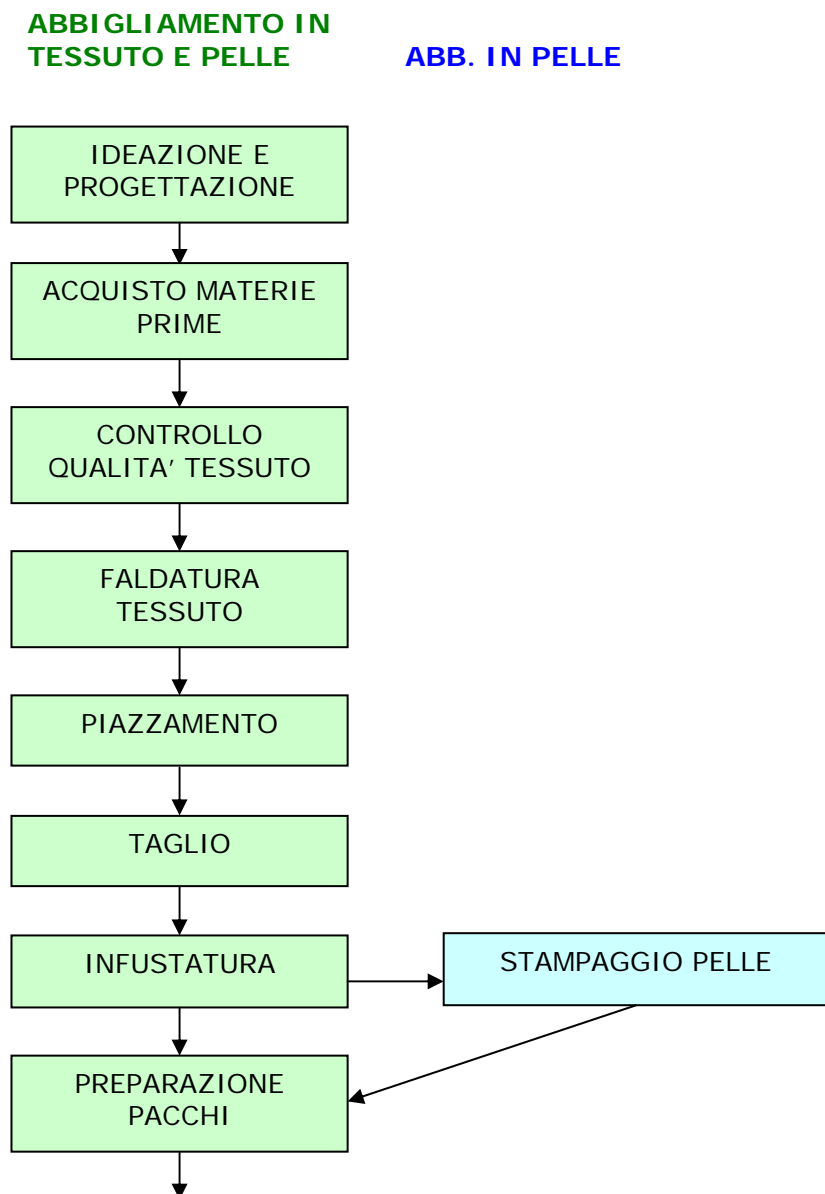 ABBIGLIAMENTO IN
TESSUTO E PELLE
ABB. IN PELLE
IDEAZIONE E
PROGETTAZIONE
ACQUISTO MATERIE
PRIME
CONTROLLO
QUALITA' TESSUTO
FALDATURA
TESSUTO
PIAZZAMENTO
TAGLIO
INFUSTATURA
STAMPAGGIO PELLE
PREPARAZIONE
PACCHI